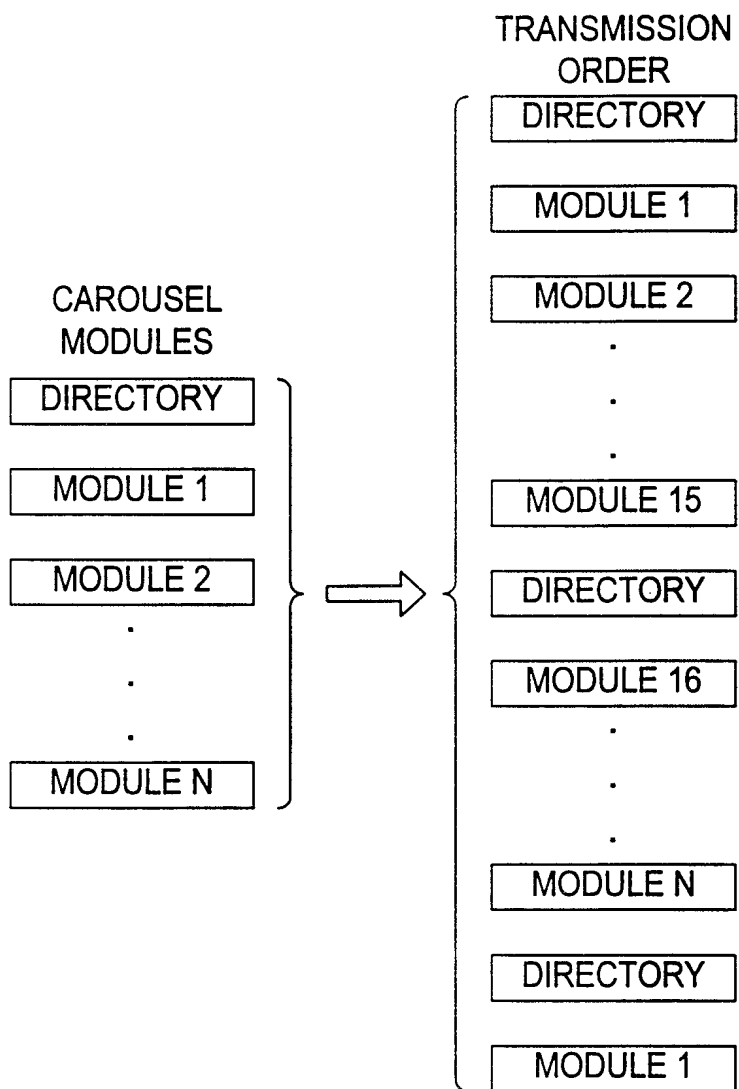 CAROUSEL
MODULES
DIRECTORY
MODULE 1
MODULE 2
.
.
.
MODULE N
TRANSMISSION
ORDER
DIRECTORY
MODULE 1
MODULE 2
.
.
.
MODULE 15
DIRECTORY
MODULE 16
.
.
.
MODULE N
DIRECTORY
MODULE 1